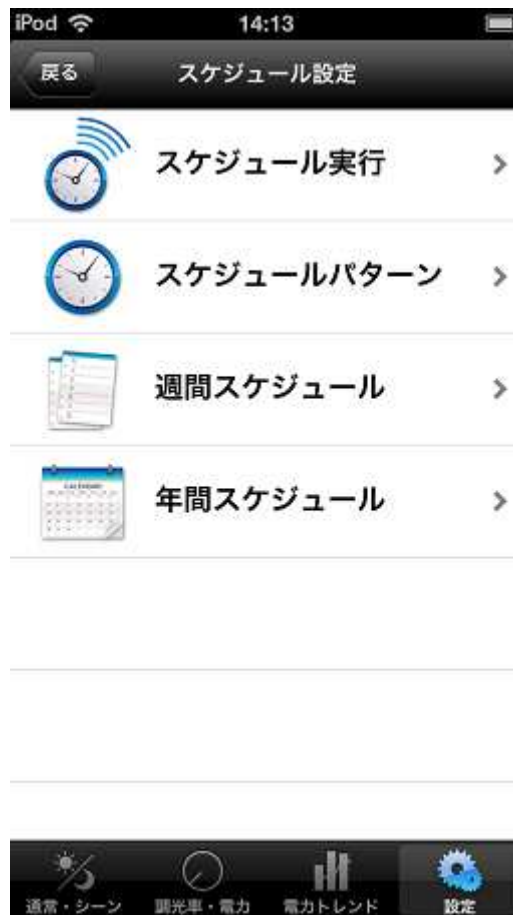 iPod 14:13
戻る スケジュール設定
スケジュール実行
スケジュールパターン
週間スケジュール
CALENDAR
年間スケジュール
通常・シーン 調光率・電力 電力トレンド 設定